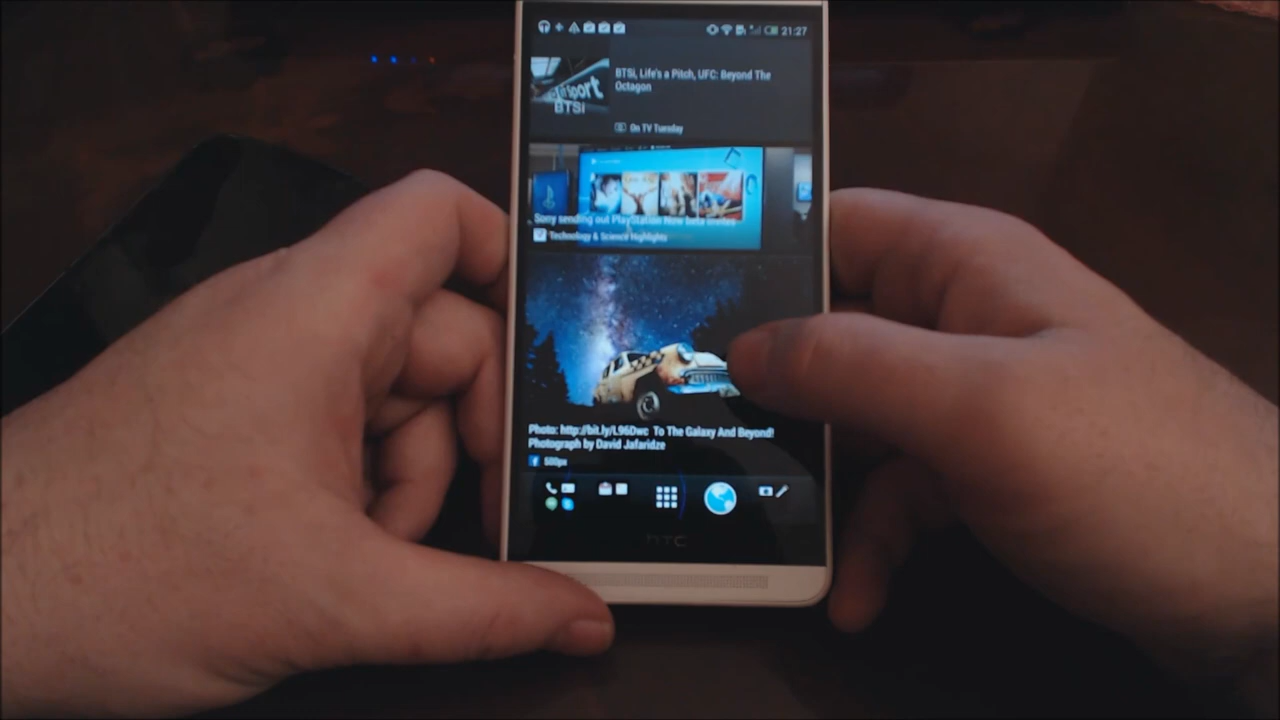 21:27
BTSi, Life's a Pitch, UFC: Beyond The
Octagon
On TV Tuesday
BTSi
Sony sending out PlayStation Now beta invites
Technology & Science Highlights
Photo: http://bit.ly/L96Dwc To The Galaxy And Beyond!
Photograph by David Jafaridze
500px
hTC